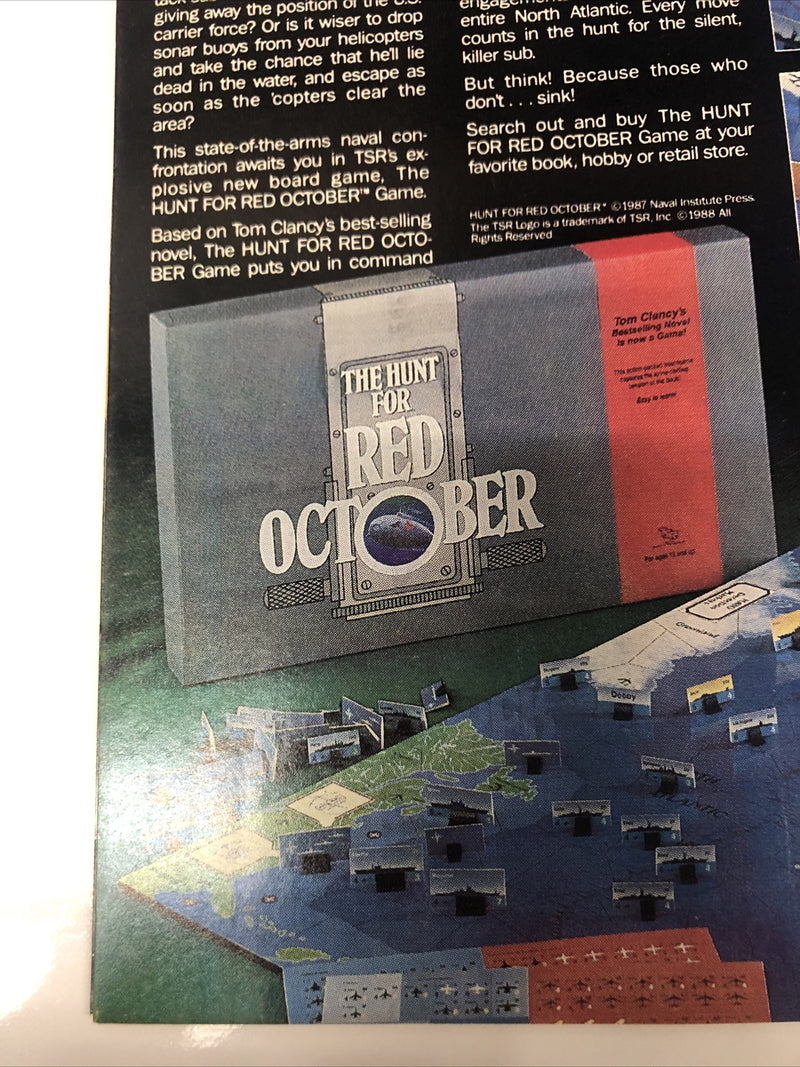 giving away the position of the U.S.
carrier force? Or is it wiser to drop
sonar buoys from your helicopters
and take the chance that he'll lie
dead in the water, and escape as
soon as the 'copters clear the
area?
This state-of-the-arms naval con-
frontation awaits you in TSR's ex-
plosive new board game, The
HUNT FOR RED OCTOBER™ Game.
Based on Tom Clancy's best-selling
novel, The HUNT FOR RED OCTO-
BER Game puts you in command
entire North Atlantic. Every move
counts in the hunt for the silent,
killer sub.
But think! Because those who
don't . . . sink!
Search out and buy The HUNT
FOR RED OCTOBER Game at your
favorite book, hobby or retail store.
HUNT FOR RED OCTOBER* ©1987 Naval Institute Press
The TSR Logo is a trademark of TSR, Inc ©1988 All
Rights Reserved
THE HUNT
FOR
RED
OCTOBER
Tom Clancy's
Bestselling Novel
is now a Game!
Easy to learn!
Decoy